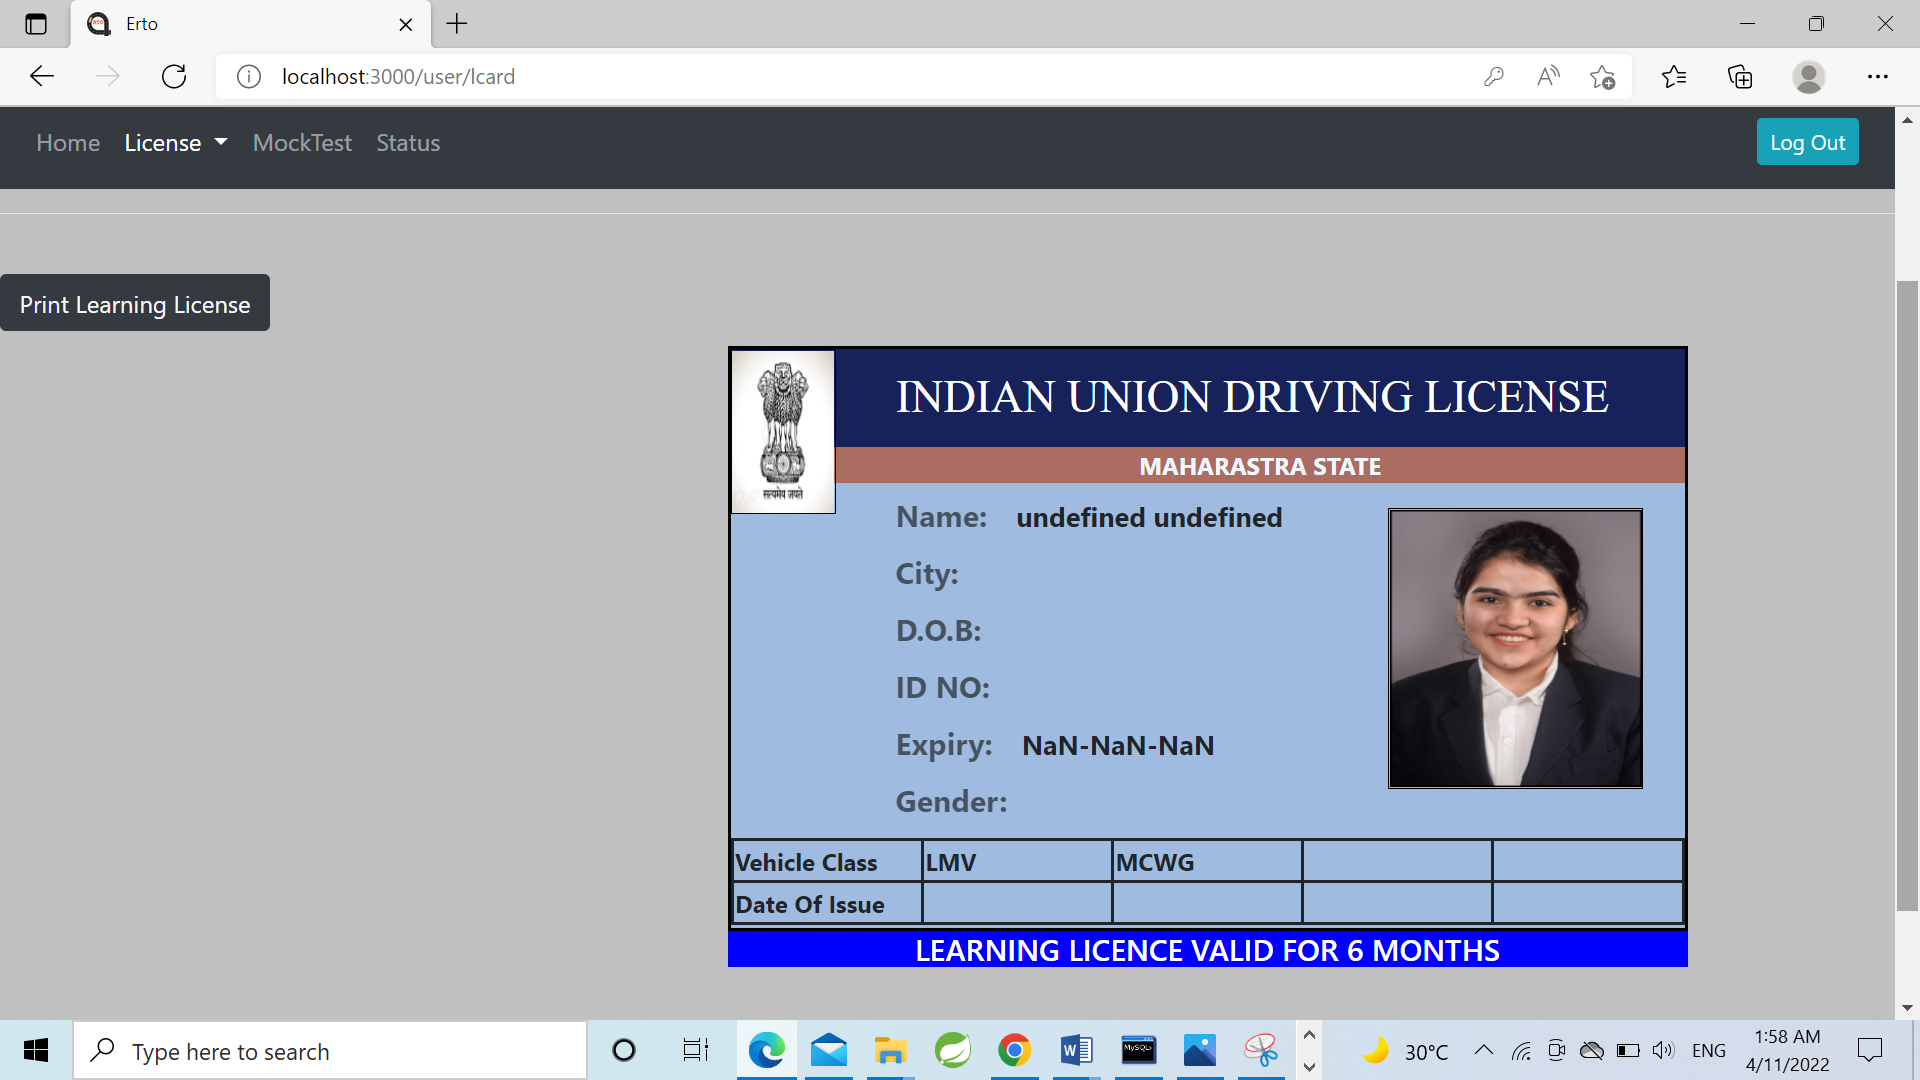 Erto
localhost:3000/user/lcard
Home License MockTest Status Log Out
Print Learning License
INDIAN UNION DRIVING LICENSE
MAHARASTRA STATE
सत्यमेव जयते
Name: undefined undefined
City:
D.O.B:
ID NO:
Expiry: NaN-NaN-NaN
Gender:
Vehicle Class LMV MCWG
Date Of Issue
LEARNING LICENCE VALID FOR 6 MONTHS
Type here to search
MySQL
30°C
ENG
1:58 AM
4/11/2022